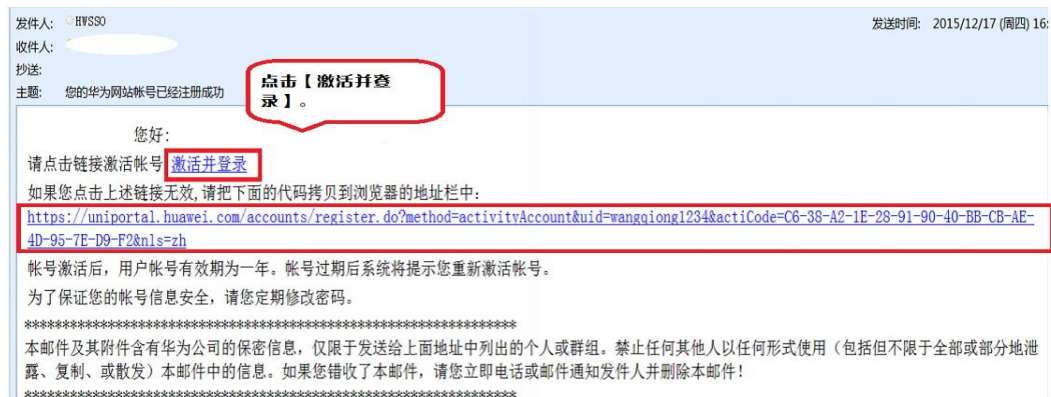 发件人: HWSSO
发送时间: 2015/12/17 (周四) 16:
收件人:
抄送:
主题: 您的华为网站帐号已经注册成功
点击【激活并登
录】。
您好:
请点击链接激活帐号 激活并登录
如果您点击上述链接无效,请把下面的代码拷贝到浏览器的地址栏中:
https://uniportal.huawei.com/accounts/register.do?method=activityAccount&uid=wangqiong1234&actiCode=C6-38-A2-1E-28-91-90-40-BB-CB-AE-
4D-95-7E-D9-F2&nls=zh
帐号激活后，用户帐号有效期为一年。帐号过期后系统将提示您重新激活帐号。
为了保证您的帐号信息安全，请您定期修改密码。
******************************************************************
本邮件及其附件含有华为公司的保密信息，仅限于发送给上面地址中列出的个人或群组。禁止任何其他人以任何形式使用（包括但不限于全部或部分地泄
露、复制、或散发）本邮件中的信息。如果您错收了本邮件，请您立即电话或邮件通知发件人并删除本邮件！
******************************************************************